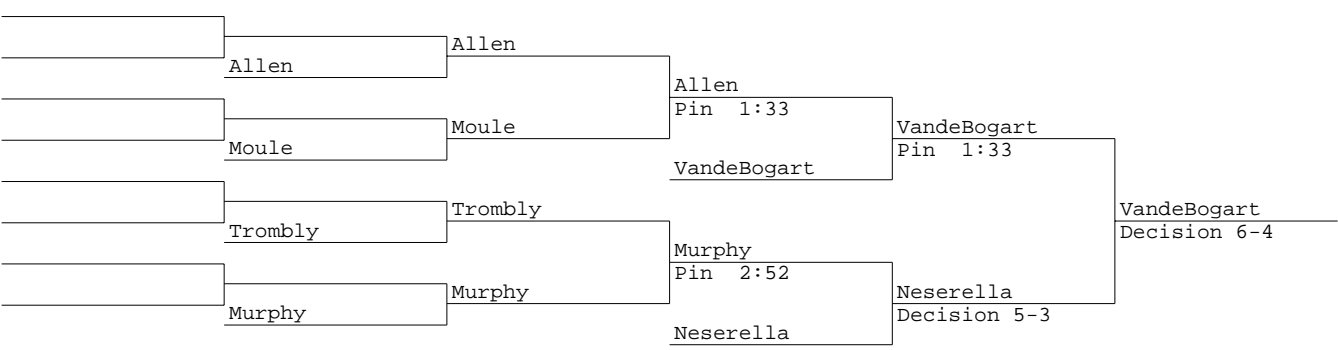 Allen
Allen
Allen
Pin 1:33
Moule
VandeBogart
Moule
Pin 1:33
VandeBogart
Trombly
VandeBogart
Trombly
Decision 6-4
Murphy
Pin 2:52
Murphy
Neserella
Murphy
Decision 5-3
Neserella